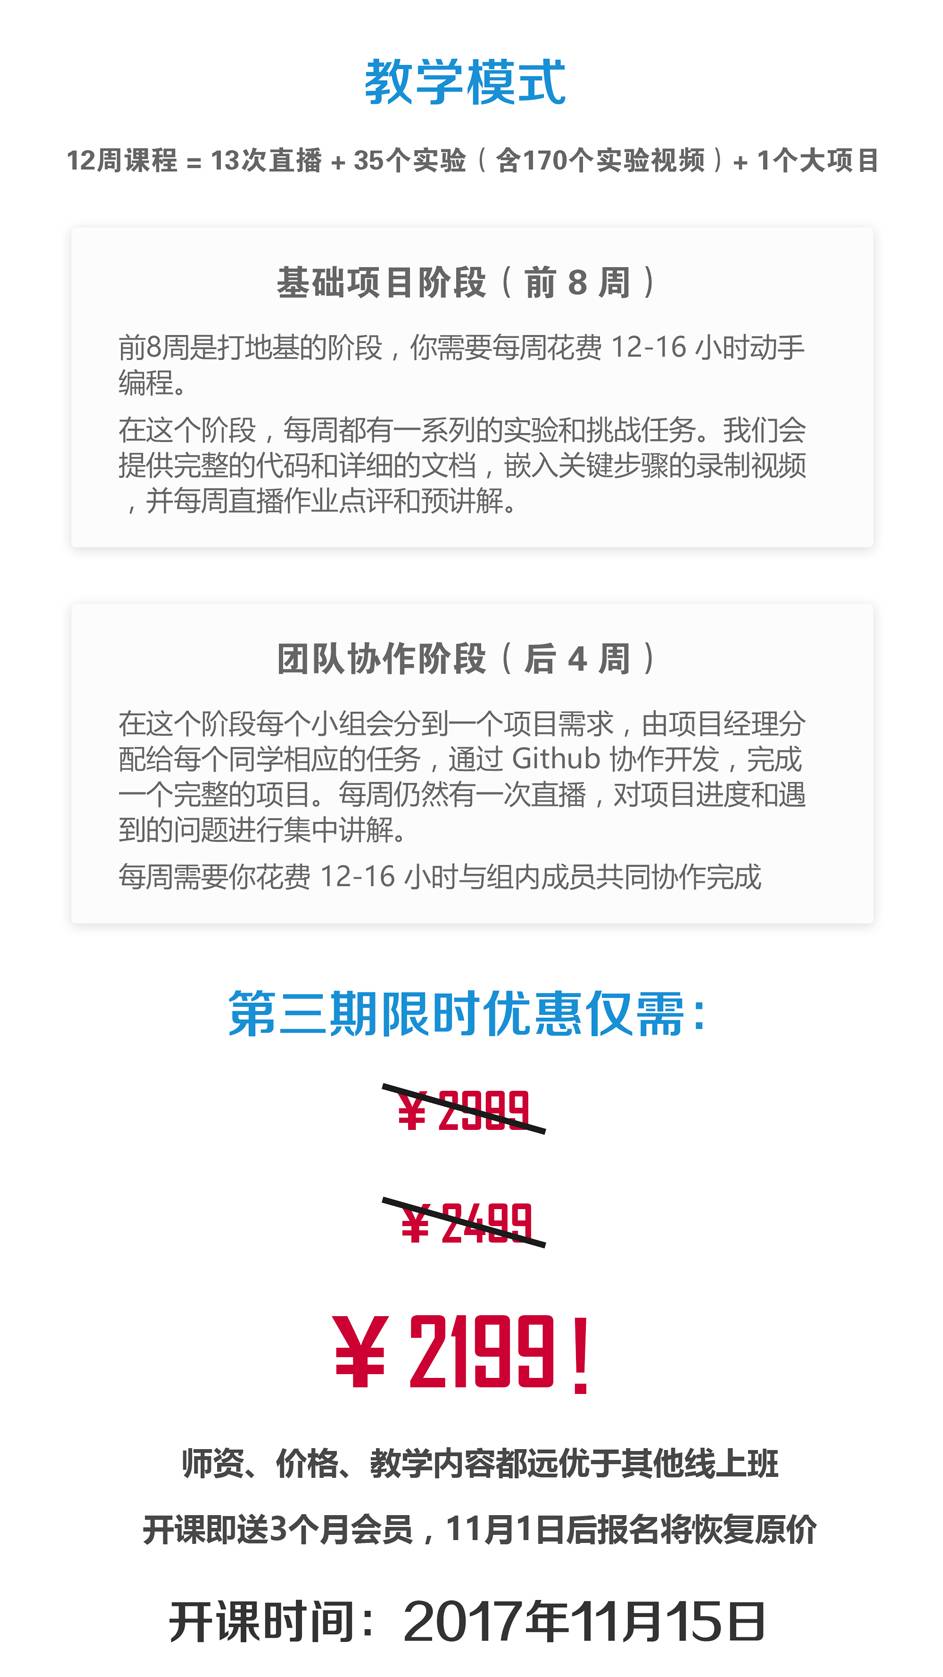 教学模式
12周课程 = 13次直播 + 35个实验（含170个实验视频）+ 1个大项目
基础项目阶段（前 8 周）
前8周是打地基的阶段，你需要每周花费 12-16 小时动手
编程。
在这个阶段，每周都有一系列的实验和挑战任务。我们会
提供完整的代码和详细的文档，嵌入关键步骤的录制视频
，并每周直播作业点评和预讲解。
团队协作阶段（后 4 周）
在这个阶段每个小组会分到一个项目需求，由项目经理分
配给每个同学相应的任务，通过 Github 协作开发，完成
一个完整的项目。每周仍然有一次直播，对项目进度和遇
到的问题进行集中讲解。
每周需要你花费 12-16 小时与组内成员共同协作完成
第三期限时优惠仅需：
¥ 2989
¥ 2499
¥ 2199！
师资、价格、教学内容都远优于其他线上班
开课即送3个月会员，11月1日后报名将恢复原价
开课时间：2017年11月15日